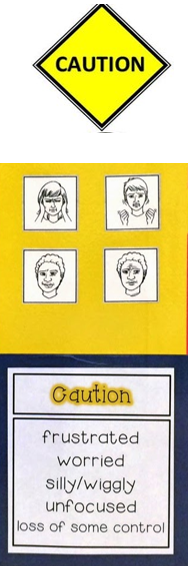 CAUTION
Caution
frustrated
worried
silly/wiggly
unfocused
loss of some control